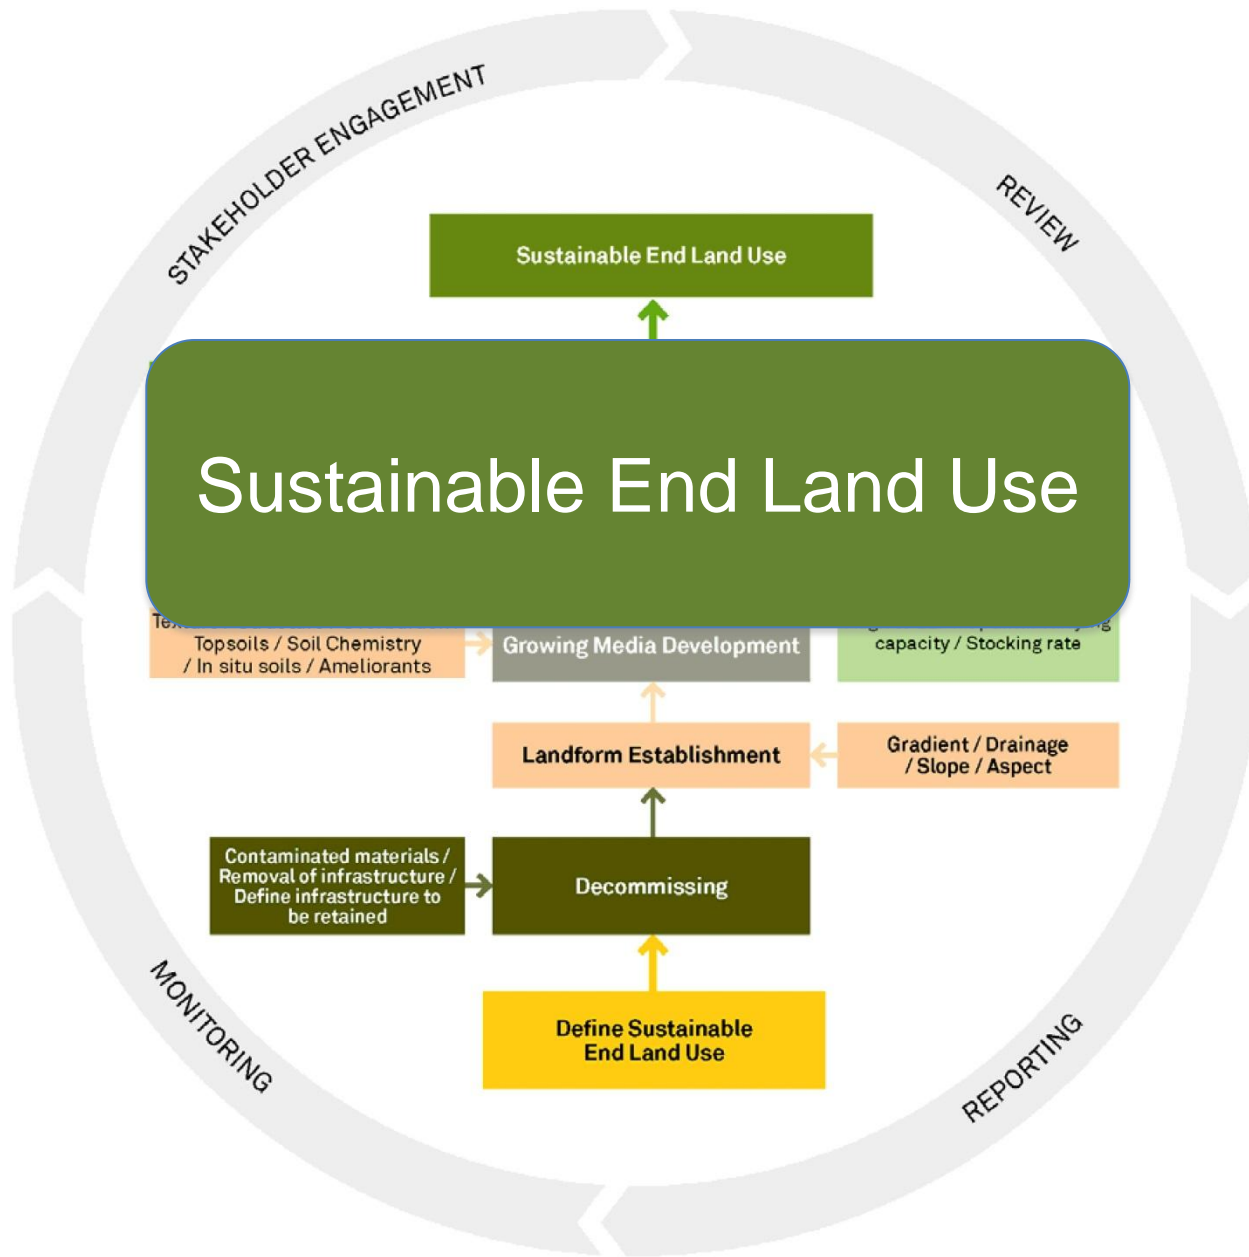 STAKEHOLDER ENGAGEMENT
REVIEW
Sustainable End Land Use
Sustainable End Land Use
Topsoils / Soil Chemistry
/ In situ soils / Ameliorants
Growing Media Development
capacity / Stocking rate
Landform Establishment
Gradient / Drainage
/ Slope / Aspect
Contaminated materials /
Removal of infrastructure /
Define infrastructure to
be retained
Decommissing
Define Sustainable
End Land Use
MONITORING
REPORTING